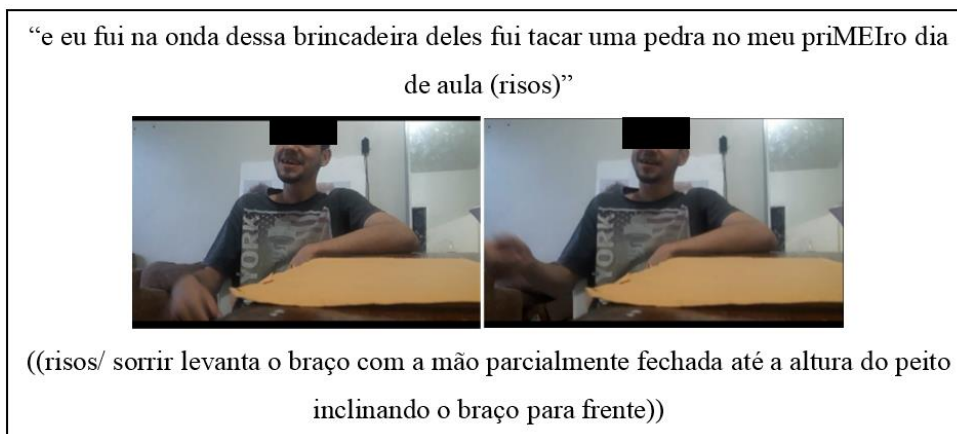 “e eu fui na onda dessa brincadeira deles fui tacar uma pedra no meu priMEIro dia
de aula (risos)”
YORK
YORK
((risos/ sorrir levanta o braço com a mão parcialmente fechada até a altura do peito
inclinando o braço para frente))